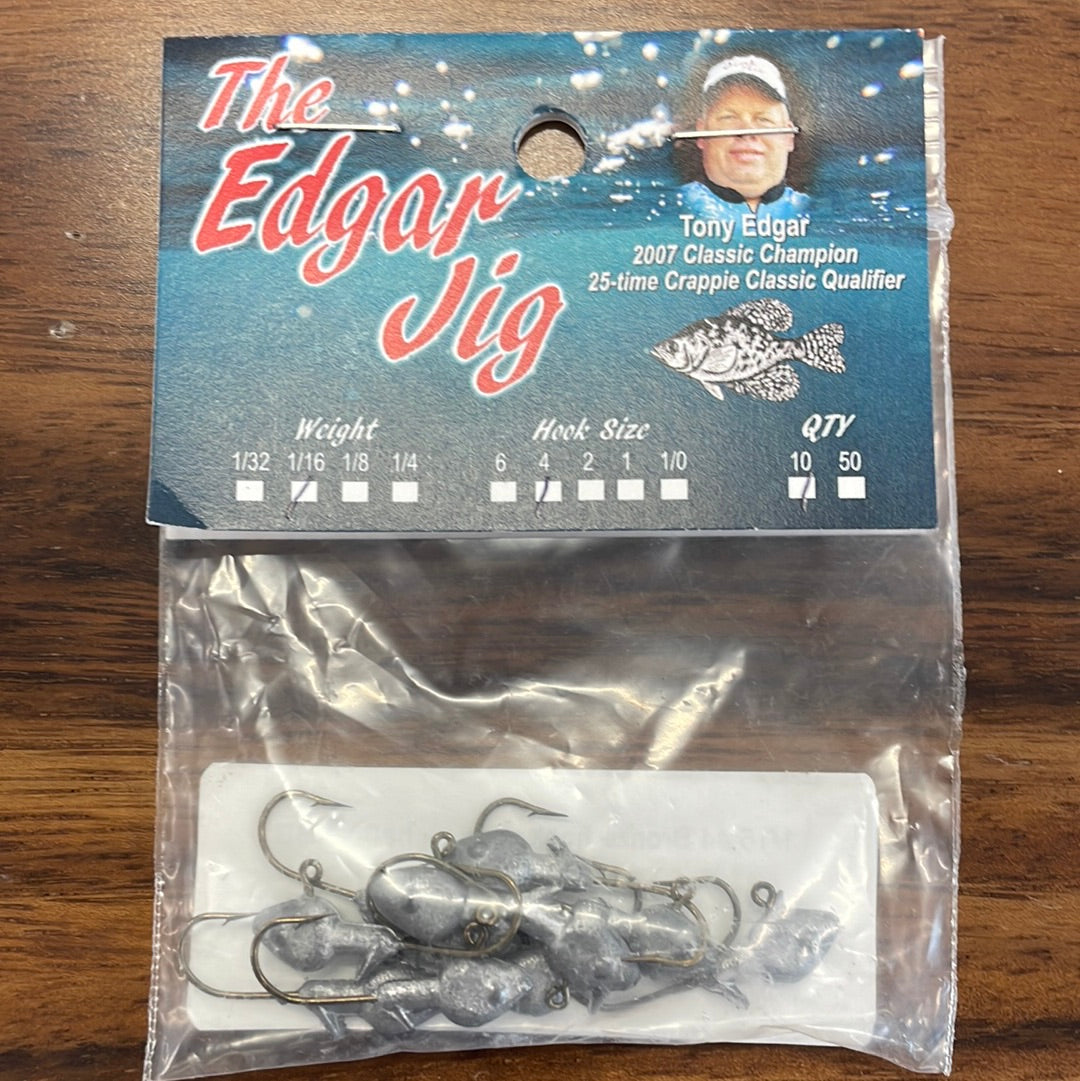 The
Edgar
Jig
Tony Edgar
2007 Classic Champion
25-time Crappie Classic Qualifier
Weight
1/32 1/16 1/8 1/4
Hook Size
6 4 2 1 1/0
QTY
10 50